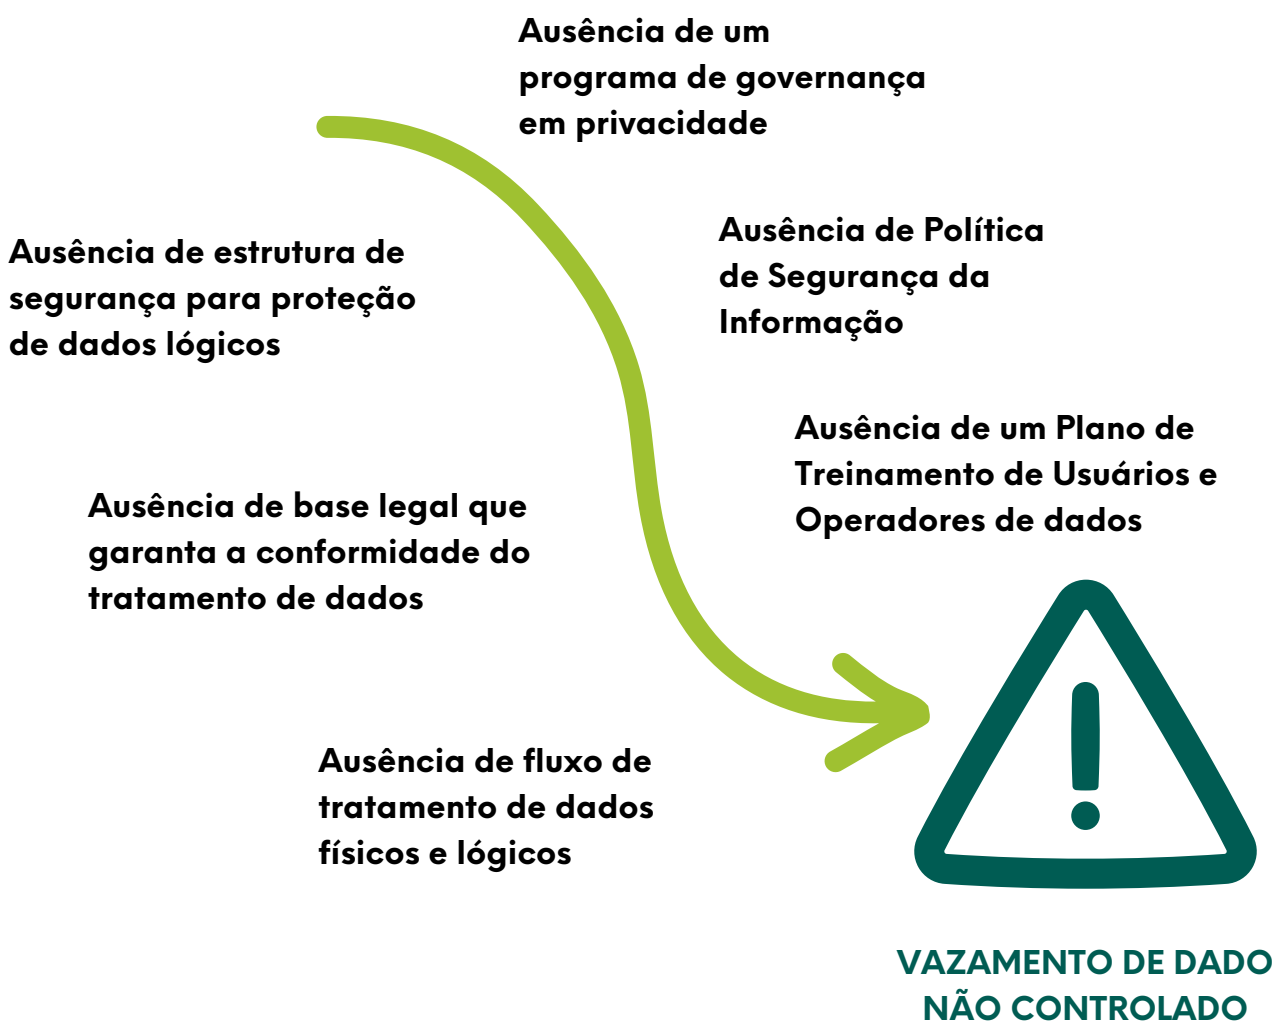 Ausência de um
programa de governança
em privacidade
Ausência de Política
de Segurança da
Informação
Ausência de estrutura de
segurança para proteção
de dados lógicos
Ausência de um Plano de
Treinamento de Usuários e
Operadores de dados
Ausência de base legal que
garanta a conformidade do
tratamento de dados
Ausência de fluxo de
tratamento de dados
físicos e lógicos
VAZAMENTO DE DADO
NÃO CONTROLADO